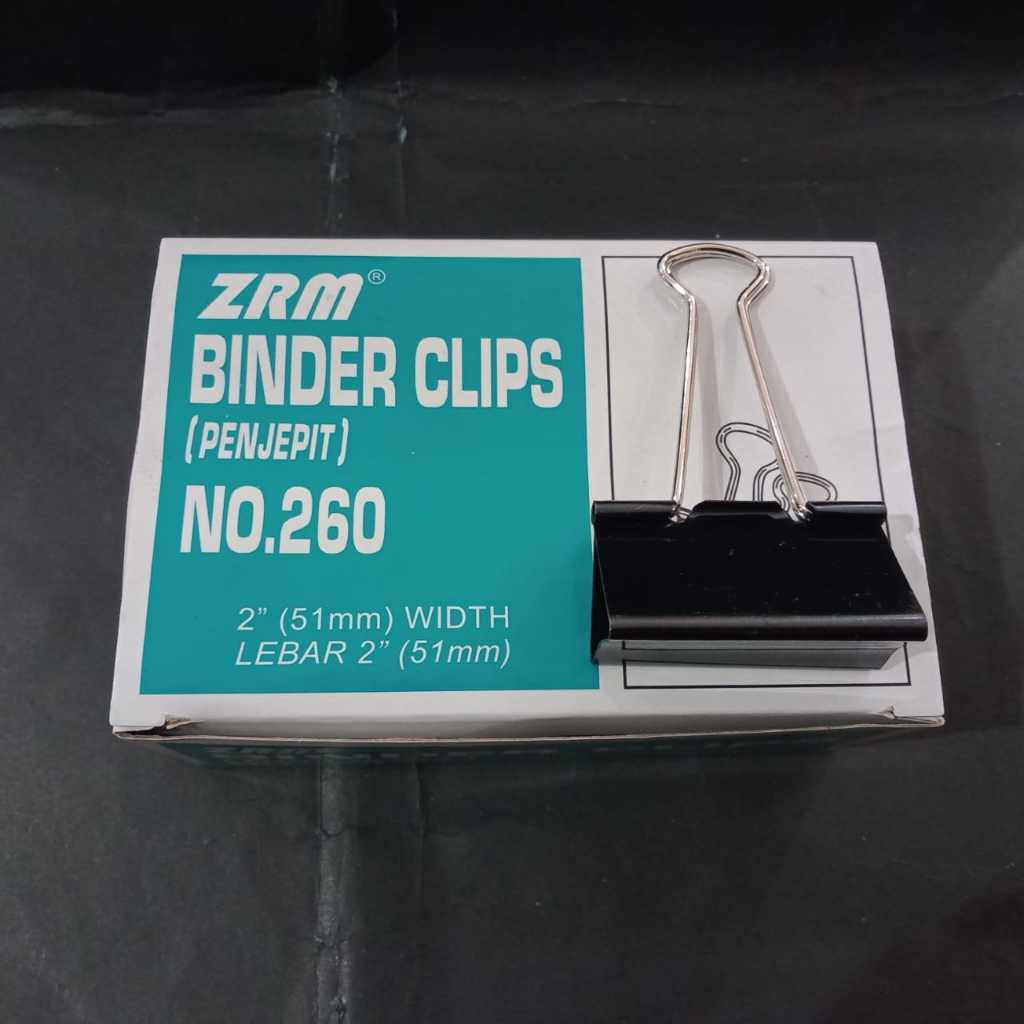 ZRM®
BINDER CLIPS
(PENJEPIT)
NO.260
2” (51mm) WIDTH
LEBAR 2” (51mm)